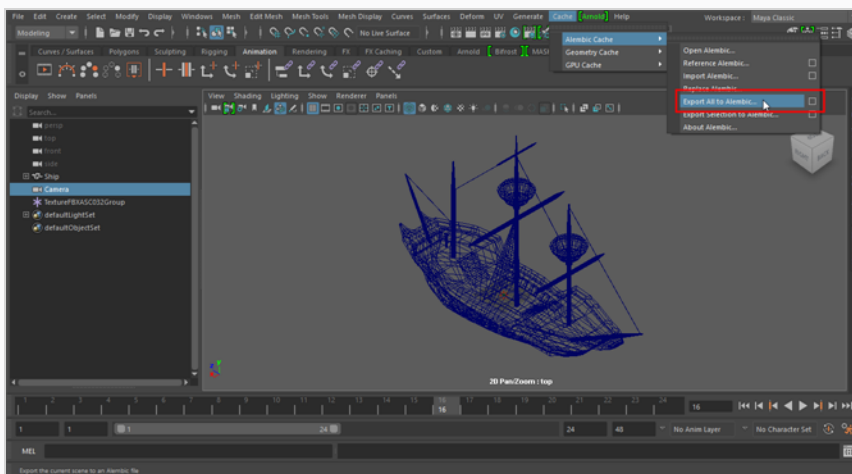 File Edit Create Select Modify Display Windows Mesh Edit Mesh Mesh Tools Mesh Display Curves Surfaces Deform UV Generate Cache [Arnold] Help Workspace: Maya Classic
Modeling No Live Surface
Curves / Surfaces Polygons Sculpting Rigging Animation Rendering FX FX Caching Custom Arnold Bifrost MASH
Alembic Cache
Geometry Cache
GPU Cache
Open Alembic...
Reference Alembic...
Import Alembic...
Replace Alembic...
Export All to Alembic...
Export Selection to Alembic...
About Alembic...
Display Show Panels
Search...
persp
top
front
side
Ship
Camera
TextureFBXASC032Group
defaultLightSet
defaultObjectSet
View Shading Lighting Show Renderer Panels
RIGHT BACK
2D Pan/Zoom : top
1 2 3 4 5 6 7 8 9 10 11 12 13 14 15 16 17 18 19 20 21 22 23 24
16 16
1 1 1 24 24 48 No Anim Layer No Character Set
MEL
Export the current scene to an Alembic file